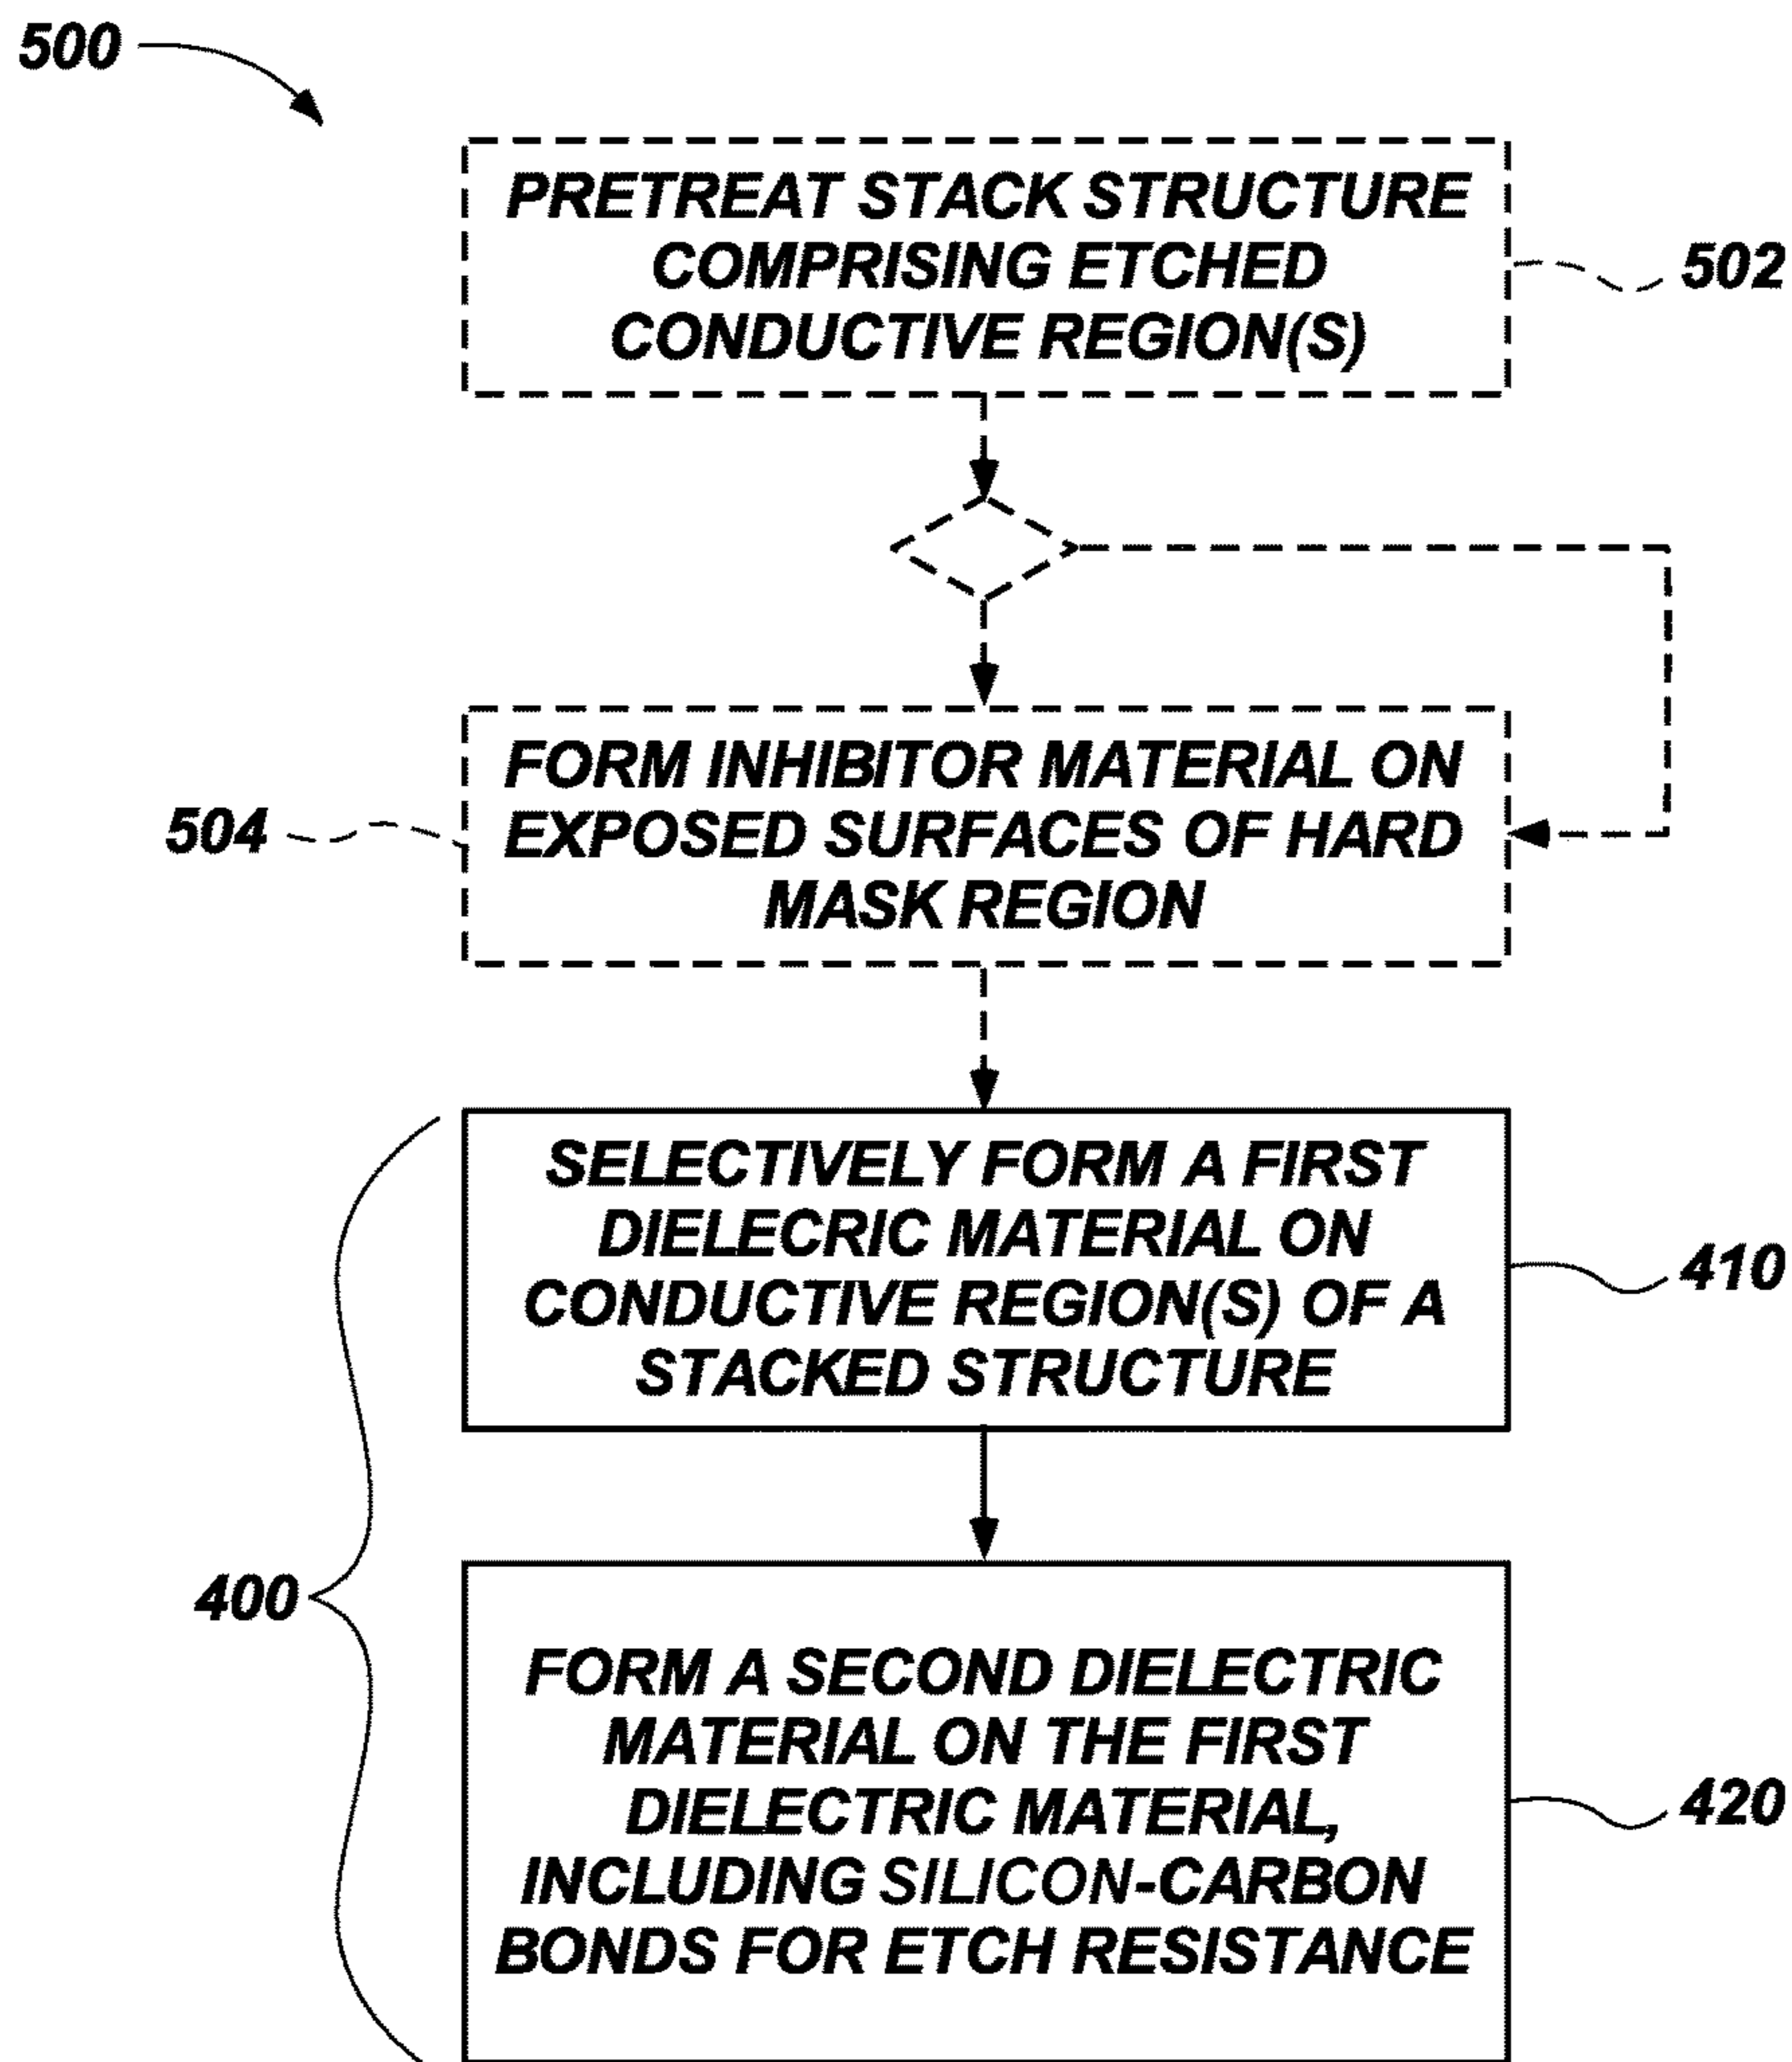 500
PRETREAT STACK STRUCTURE
COMPRISING ETCHED
CONDUCTIVE REGION(S)
502
FORM INHIBITOR MATERIAL ON
EXPOSED SURFACES OF HARD
MASK REGION
504
SELECTIVELY FORM A FIRST
DIELECRIC MATERIAL ON
CONDUCTIVE REGION(S) OF A
STACKED STRUCTURE
410
400
FORM A SECOND DIELECTRIC
MATERIAL ON THE FIRST
DIELECTRIC MATERIAL,
INCLUDING SILICON-CARBON
BONDS FOR ETCH RESISTANCE
420